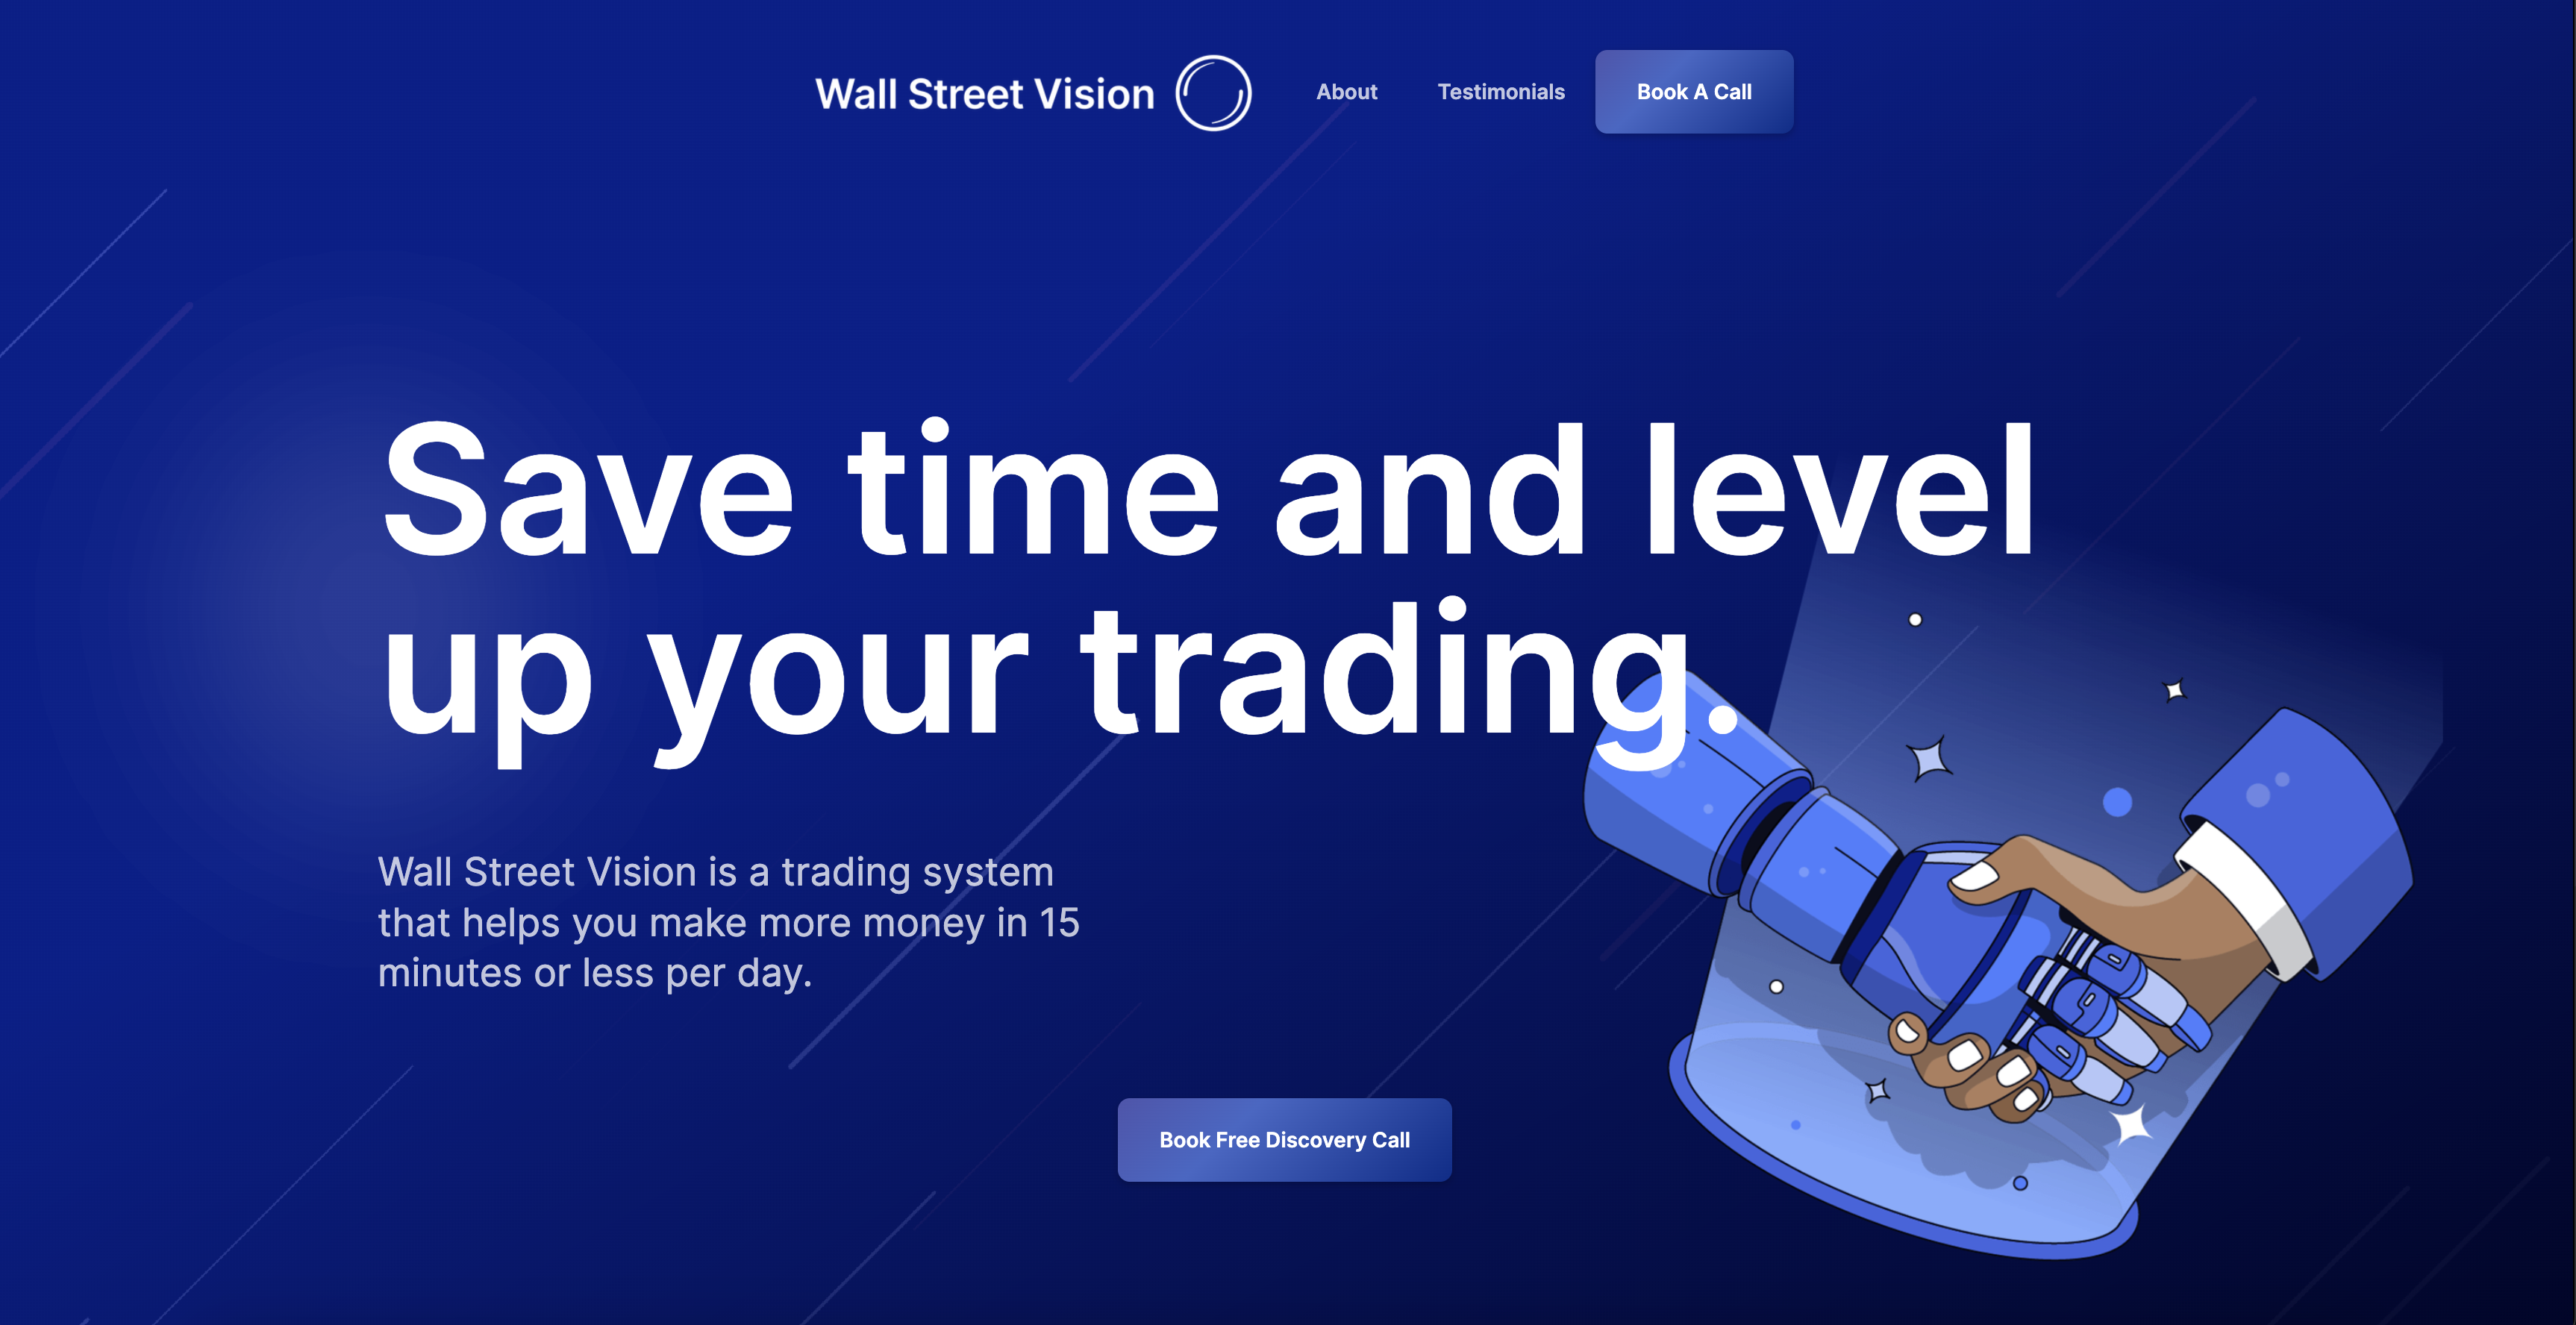 Wall Street Vision
About
Testimonials
Book A Call
Save time and level
up your trading.
Wall Street Vision is a trading system
that helps you make more money in 15
minutes or less per day.
Book Free Discovery Call